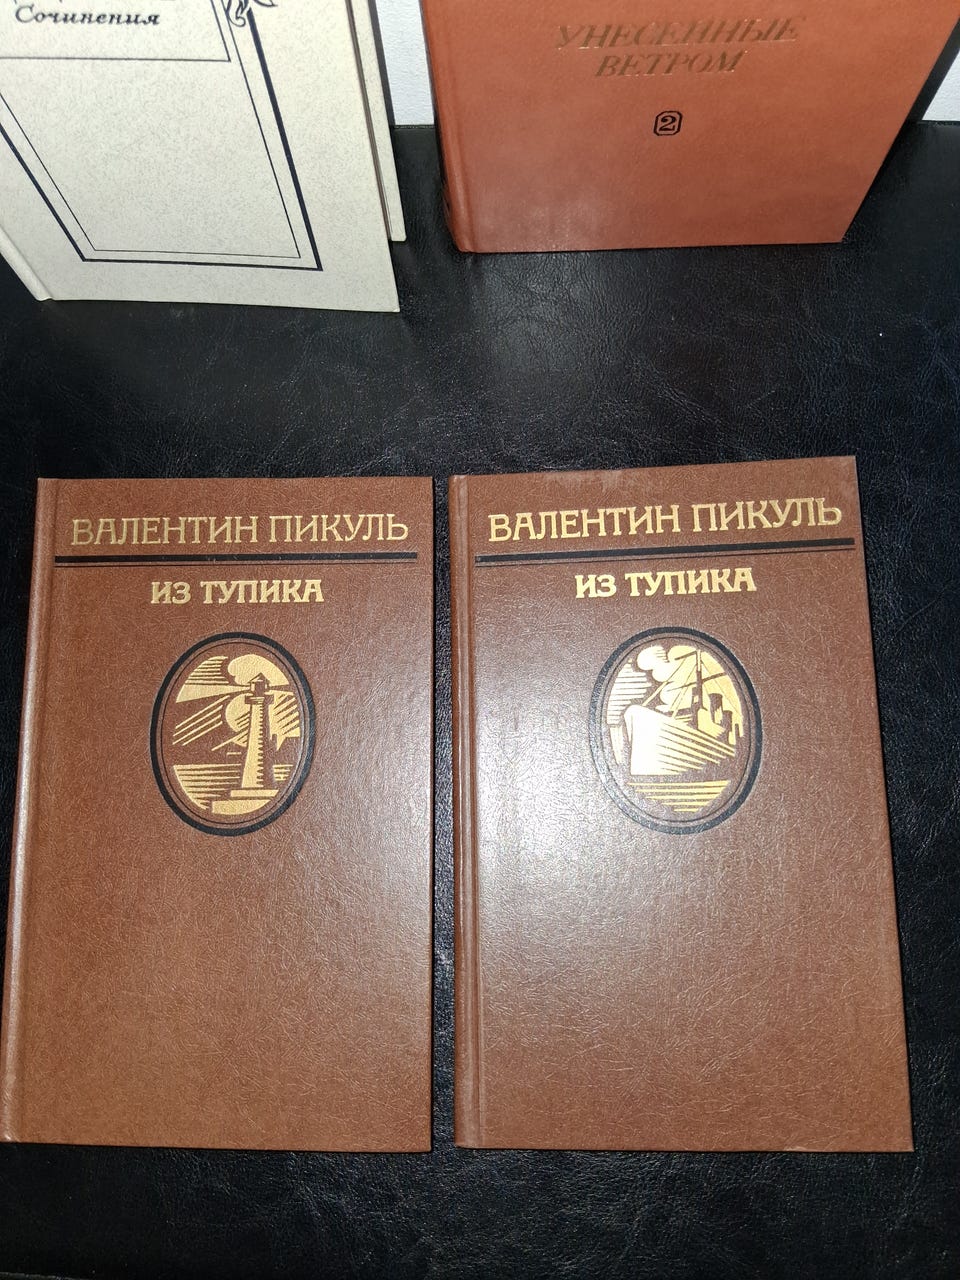 Сочинения
УНЕСЕННЫЕ
ВЕТРОМ
2
ВАЛЕНТИН ПИКУЛЬ
ИЗ ТУПИКА
ВАЛЕНТИН ПИКУЛЬ
ИЗ ТУПИКА